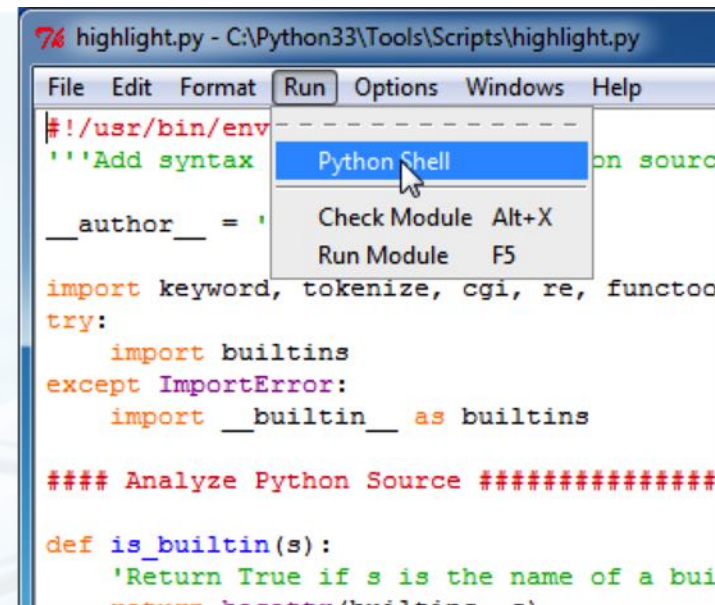 highlight.py - C:\Python33\Tools\Scripts\highlight.py
File Edit Format Run Options Windows Help
#!/usr/bin/env
'''Add syntax on sourc
Python Shell
__author__ = '
Check Module Alt+X
Run Module F5
import keyword, tokenize, cgi, re, functoo
try:
    import builtins
except ImportError:
    import __builtin__ as builtins
#### Analyze Python Source ###############
def is_builtin(s):
    'Return True if s is the name of a bui
    return hasattr(builtins, s)